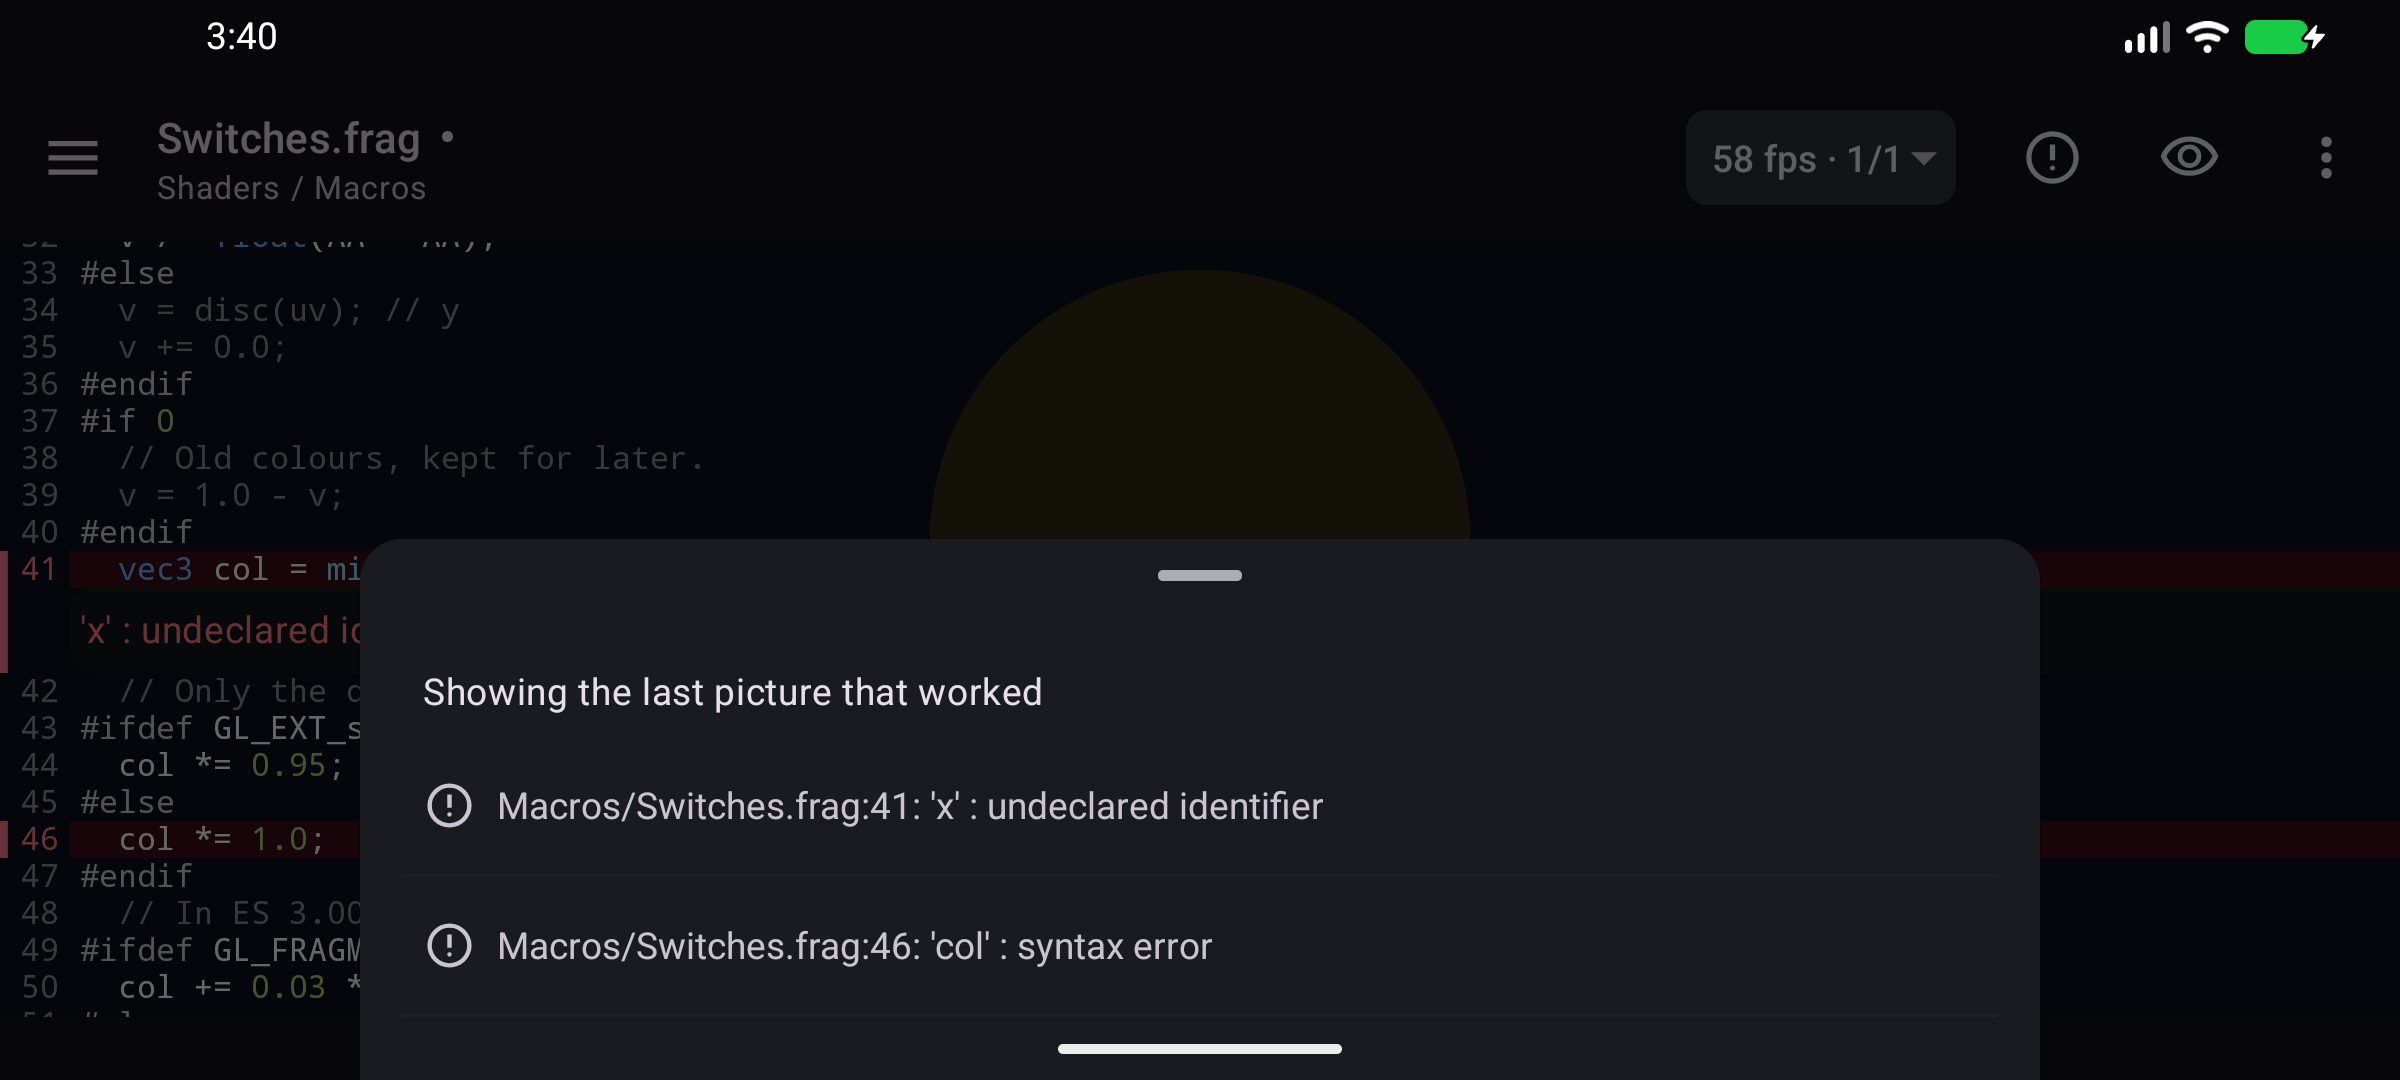 3:40
Switches.frag •
Shaders / Macros
58 fps · 1/1
33 #else
34 v = disc(uv); // y
35 v += 0.0;
36 #endif
37 #if 0
38 // Old colours, kept for later.
39 v = 1.0 - v;
40 #endif
41 vec3 col = mi
'x' : undeclared
42 // Only the
43 #ifdef GL_EXT_s
44 col *= 0.95;
45 #else
46 col *= 1.0;
47 #endif
48 // In ES 3.00
49 #ifdef GL_FRAGM
50 col += 0.03 *
Showing the last picture that worked
Macros/Switches.frag:41: 'x' : undeclared identifier
Macros/Switches.frag:46: 'col' : syntax error